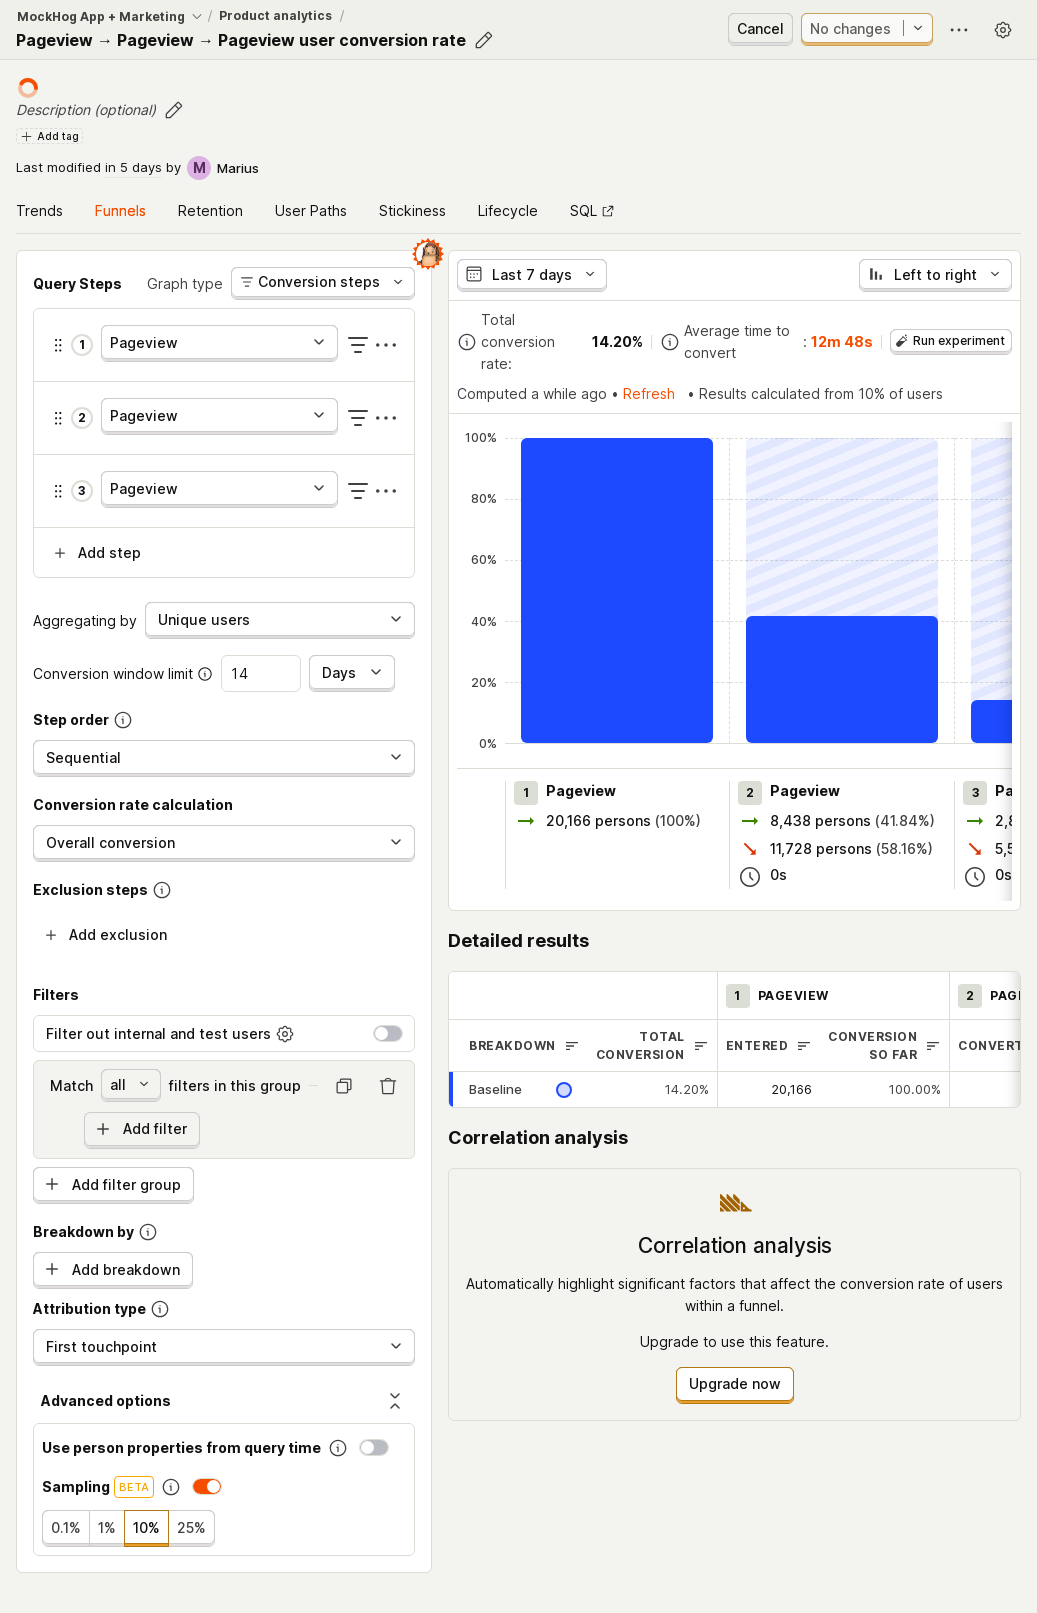 MockHog App + Marketing / Product analytics /
Pageview → Pageview → Pageview user conversion rate
Cancel
No changes
Description (optional)
Add tag
Last modified in 5 days by M Marius
Trends Funnels Retention User Paths Stickiness Lifecycle SQL
Query Steps Graph type Conversion steps
1 Pageview
2 Pageview
3 Pageview
Add step
Aggregating by Unique users
Conversion window limit 14 Days
Step order
Sequential
Conversion rate calculation
Overall conversion
Exclusion steps
Add exclusion
Filters
Filter out internal and test users
Match all filters in this group
Add filter
Add filter group
Breakdown by
Add breakdown
Attribution type
First touchpoint
Advanced options
Use person properties from query time
Sampling BETA
0.1% 1% 10% 25%
Last 7 days
Left to right
Total conversion rate: 14.20%
Average time to convert : 12m 48s
Run experiment
Computed a while ago • Refresh • Results calculated from 10% of users
100%
80%
60%
40%
20%
0%
1 Pageview
20,166 persons (100%)
2 Pageview
8,438 persons (41.84%)
11,728 persons (58.16%)
0s
3 Pa
2,8
5,5
0s
Detailed results
1 PAGEVIEW
2 PAGE
BREAKDOWN TOTAL CONVERSION ENTERED CONVERSION SO FAR CONVERT
Baseline 14.20% 20,166 100.00%
Correlation analysis
Correlation analysis
Automatically highlight significant factors that affect the conversion rate of users
within a funnel.
Upgrade to use this feature.
Upgrade now